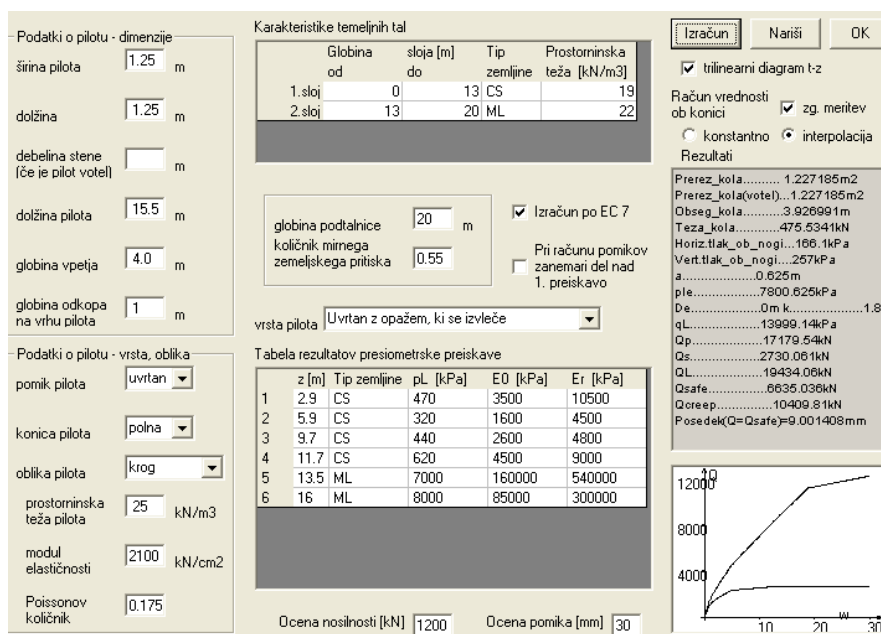 Podatki o pilotu - dimenzije
širina pilota 1.25 m
dolžina 1.25 m
debelina stene
(če je pilot votel) m
dolžina pilota 15.5 m
globina vpetja 4.0 m
globina odkopa
na vrhu pilota 1 m
Podatki o pilotu - vrsta, oblika
pomik pilota uvrtan
konica pilota polna
oblika pilota krog
prostorninska
teža pilota 25 kN/m3
modul
elastičnosti 2100 kN/cm2
Poissonov
količnik 0.175
Karakteristike temeljnih tal
Globina sloja [m] Tip Prostorninska
od do zemljine teža [kN/m3]
1.sloj 0 13 CS 19
2.sloj 13 20 ML 22
globina podtalnice 20 m
količnik mirnega
zemeljskega pritiska 0.55
Izračun po EC 7
Pri računu pomikov
zanemari del nad
1. preiskavo
vrsta pilota Uvrtan z opažem, ki se izvleče
Tabela rezultatov presiometrske preiskave
z [m] Tip zemljine pL [kPa] E0 [kPa] Er [kPa]
1 2.9 CS 470 3500 10500
2 5.9 CS 320 1600 4500
3 9.7 CS 440 2600 4800
4 11.7 CS 620 4500 9000
5 13.5 ML 7000 160000 540000
6 16 ML 8000 85000 300000
Ocena nosilnosti [kN] 1200 Ocena pomika [mm] 30
Izračun Nariši OK
trilinearni diagram t-z
Račun vrednosti
ob konici zg. meritev
konstantno interpolacija
Rezultati
Prerez_kola.......... 1.227185m2
Prerez_kola(votel)...1.227185m2
Obseg_kola............3.926991m
Teza_kola............475.5341kN
Horiz.tlak_ob_nogi...166.1kPa
Vert.tlak_ob_nogi....257kPa
a....................0.625m
ple..................7800.625kPa
De...................0m k....................1.8
qL...................13999.14kPa
Qp...................17179.54kN
Qs...................2730.061kN
QL...................19434.06kN
Qsafe................6635.036kN
Qcreep...............10409.81kN
Posedek(Q=Qsafe)=9.001408mm
Q
12000
8000
4000
10 20 w 30